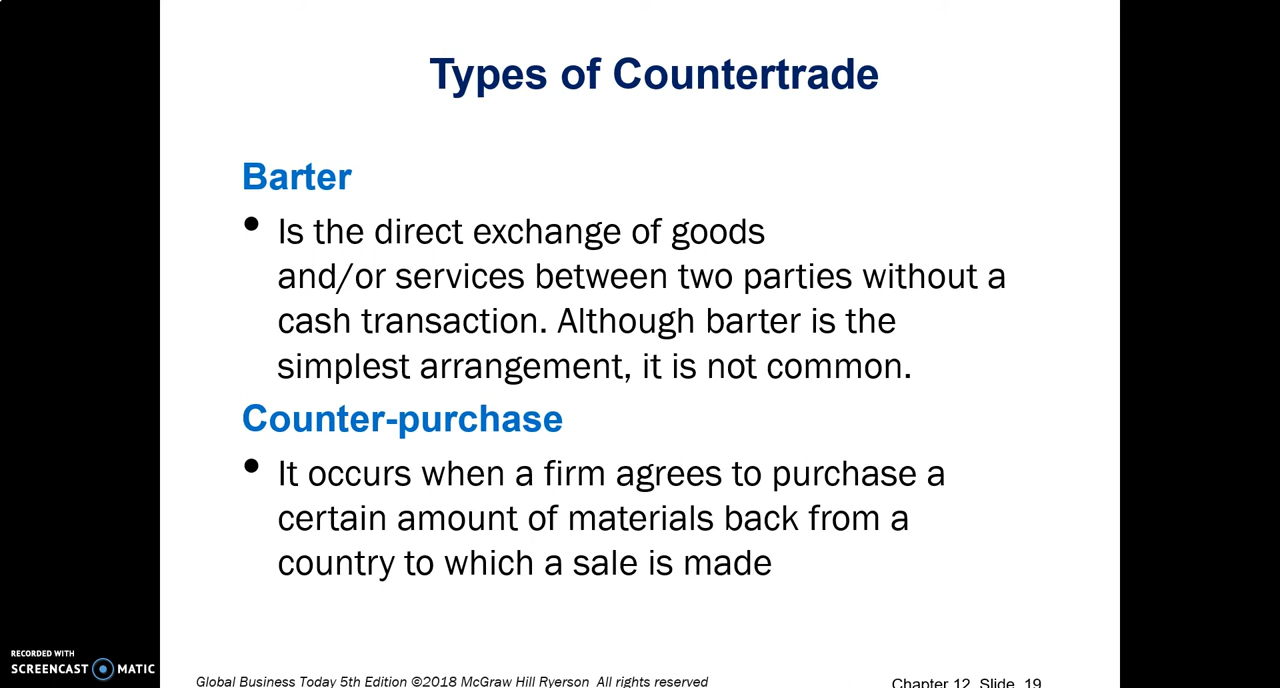 Types of Countertrade
Barter
• Is the direct exchange of goods
and/or services between two parties without a
cash transaction. Although barter is the
simplest arrangement, it is not common.
Counter-purchase
• It occurs when a firm agrees to purchase a
certain amount of materials back from a
country to which a sale is made
RECORDED WITH
SCREENCAST MATIC
Global Business Today 5th Edition ©2018 McGraw Hill Ryerson All rights reserved
Chapter 12, Slide 19